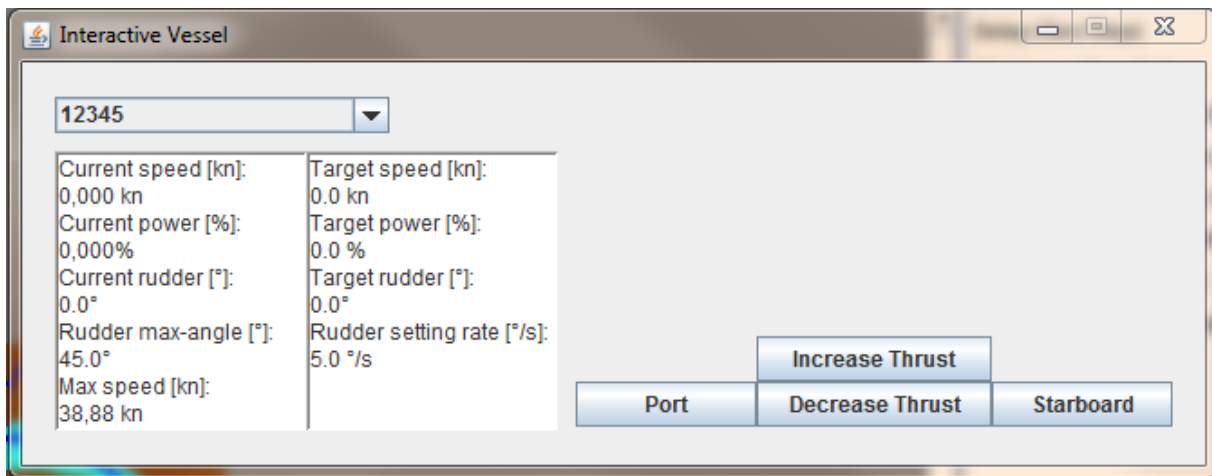 Interactive Vessel
12345
Current speed [kn]:
0,000 kn
Current power [%]:
0,000%
Current rudder [°]:
0.0°
Rudder max-angle [°]:
45.0°
Max speed [kn]:
38,88 kn
Target speed [kn]:
0.0 kn
Target power [%]:
0.0 %
Target rudder [°]:
0.0°
Rudder setting rate [°/s]:
5.0 °/s
Increase Thrust
Port
Decrease Thrust
Starboard